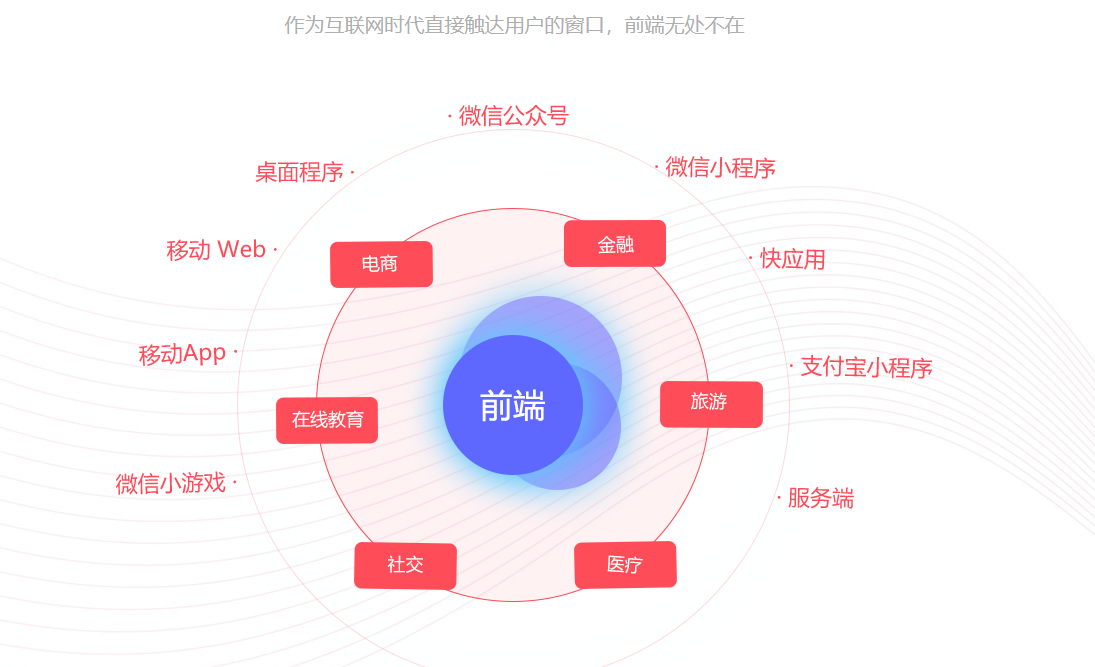 作为互联网时代直接触达用户的窗口，前端无处不在
· 微信公众号
桌面程序 ·
· 微信小程序
移动 Web ·
电商
金融
· 快应用
移动App ·
· 支付宝小程序
前端
旅游
在线教育
微信小游戏 ·
· 服务端
社交
医疗